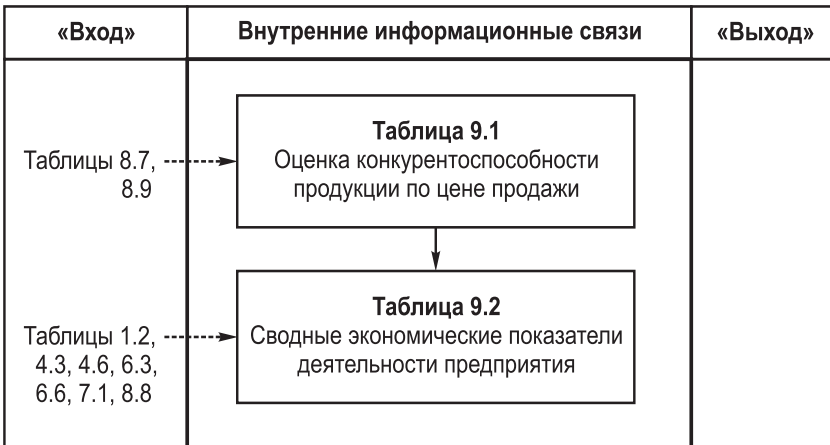 «Вход»
Внутренние информационные связи
«Выход»
Таблицы 8.7,
8.9
Таблица 9.1
Оценка конкурентоспособности
продукции по цене продажи
Таблицы 1.2,
4.3, 4.6, 6.3,
6.6, 7.1, 8.8
Таблица 9.2
Сводные экономические показатели
деятельности предприятия